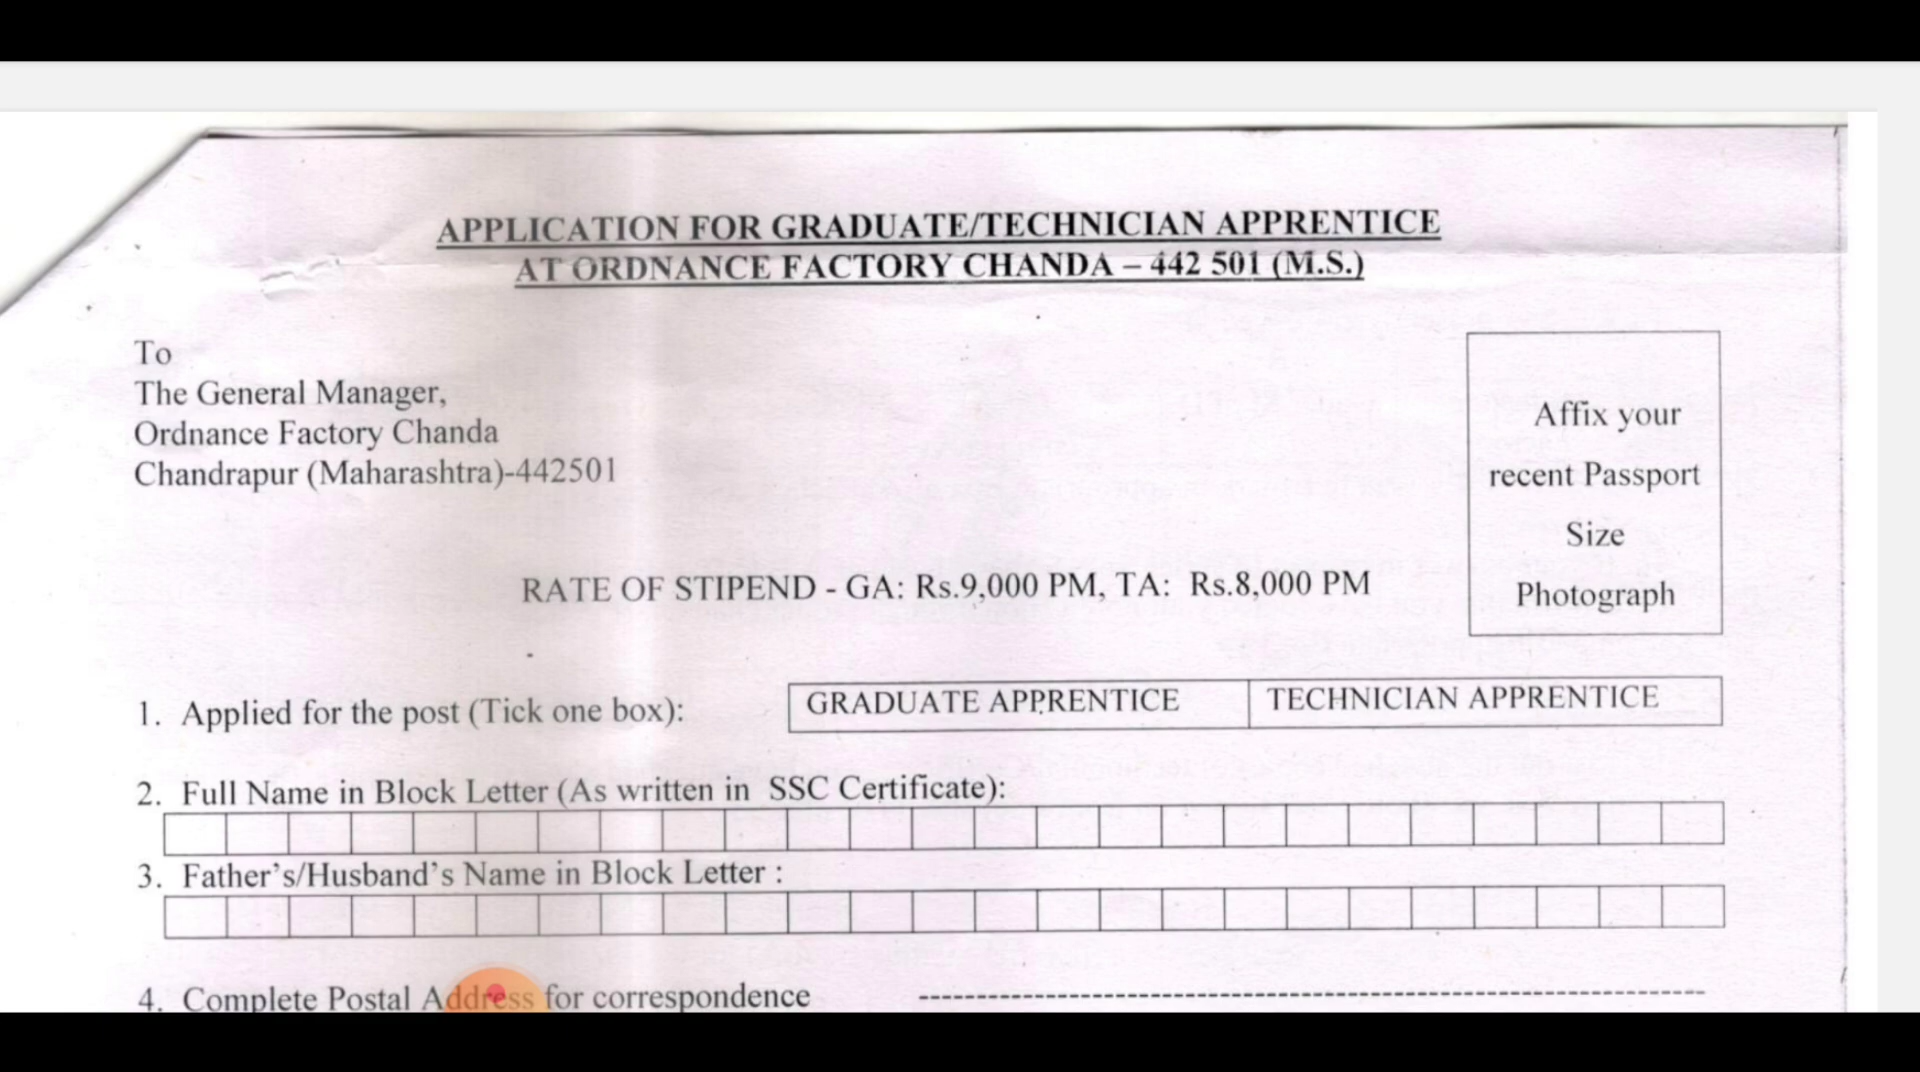 APPLICATION FOR GRADUATE/TECHNICIAN APPRENTICE
AT ORDNANCE FACTORY CHANDA – 442 501 (M.S.)
To
The General Manager,
Ordnance Factory Chanda
Chandrapur (Maharashtra)-442501
Affix your
recent Passport
Size
Photograph
RATE OF STIPEND - GA: Rs.9,000 PM, TA: Rs.8,000 PM
1. Applied for the post (Tick one box): GRADUATE APPRENTICE TECHNICIAN APPRENTICE
2. Full Name in Block Letter (As written in SSC Certificate):
3. Father's/Husband's Name in Block Letter :
4. Complete Postal Address for correspondence --------------------